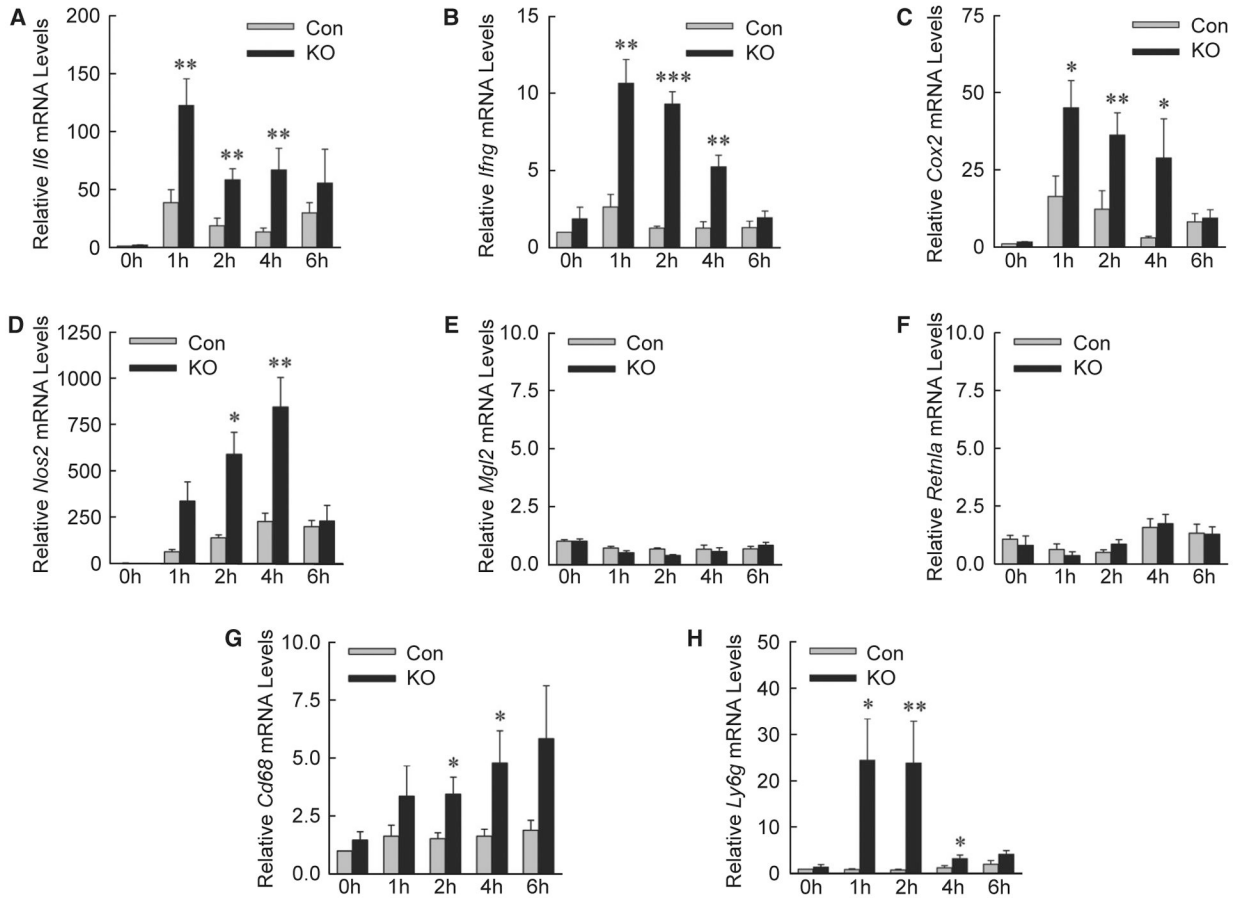 A
Relative Il6 mRNA Levels
200
150
100
50
0
Con
KO
**
**
**
0h 1h 2h 4h 6h
B
Relative Ifng mRNA Levels
15
10
5
0
Con
KO
**
***
**
0h 1h 2h 4h 6h
C
Relative Cox2 mRNA Levels
75
50
25
0
Con
KO
*
**
*
0h 1h 2h 4h 6h
D
Relative Nos2 mRNA Levels
1250
1000
750
500
250
0
Con
KO
*
**
0h 1h 2h 4h 6h
E
Relative Mgl2 mRNA Levels
10.0
7.5
5.0
2.5
0.0
Con
KO
0h 1h 2h 4h 6h
F
Relative Retnla mRNA Levels
10.0
7.5
5.0
2.5
0.0
Con
KO
0h 1h 2h 4h 6h
G
Relative Cd68 mRNA Levels
10.0
7.5
5.0
2.5
0.0
Con
KO
*
*
0h 1h 2h 4h 6h
H
Relative Ly6g mRNA Levels
50
40
30
20
10
0
Con
KO
*
**
*
0h 1h 2h 4h 6h